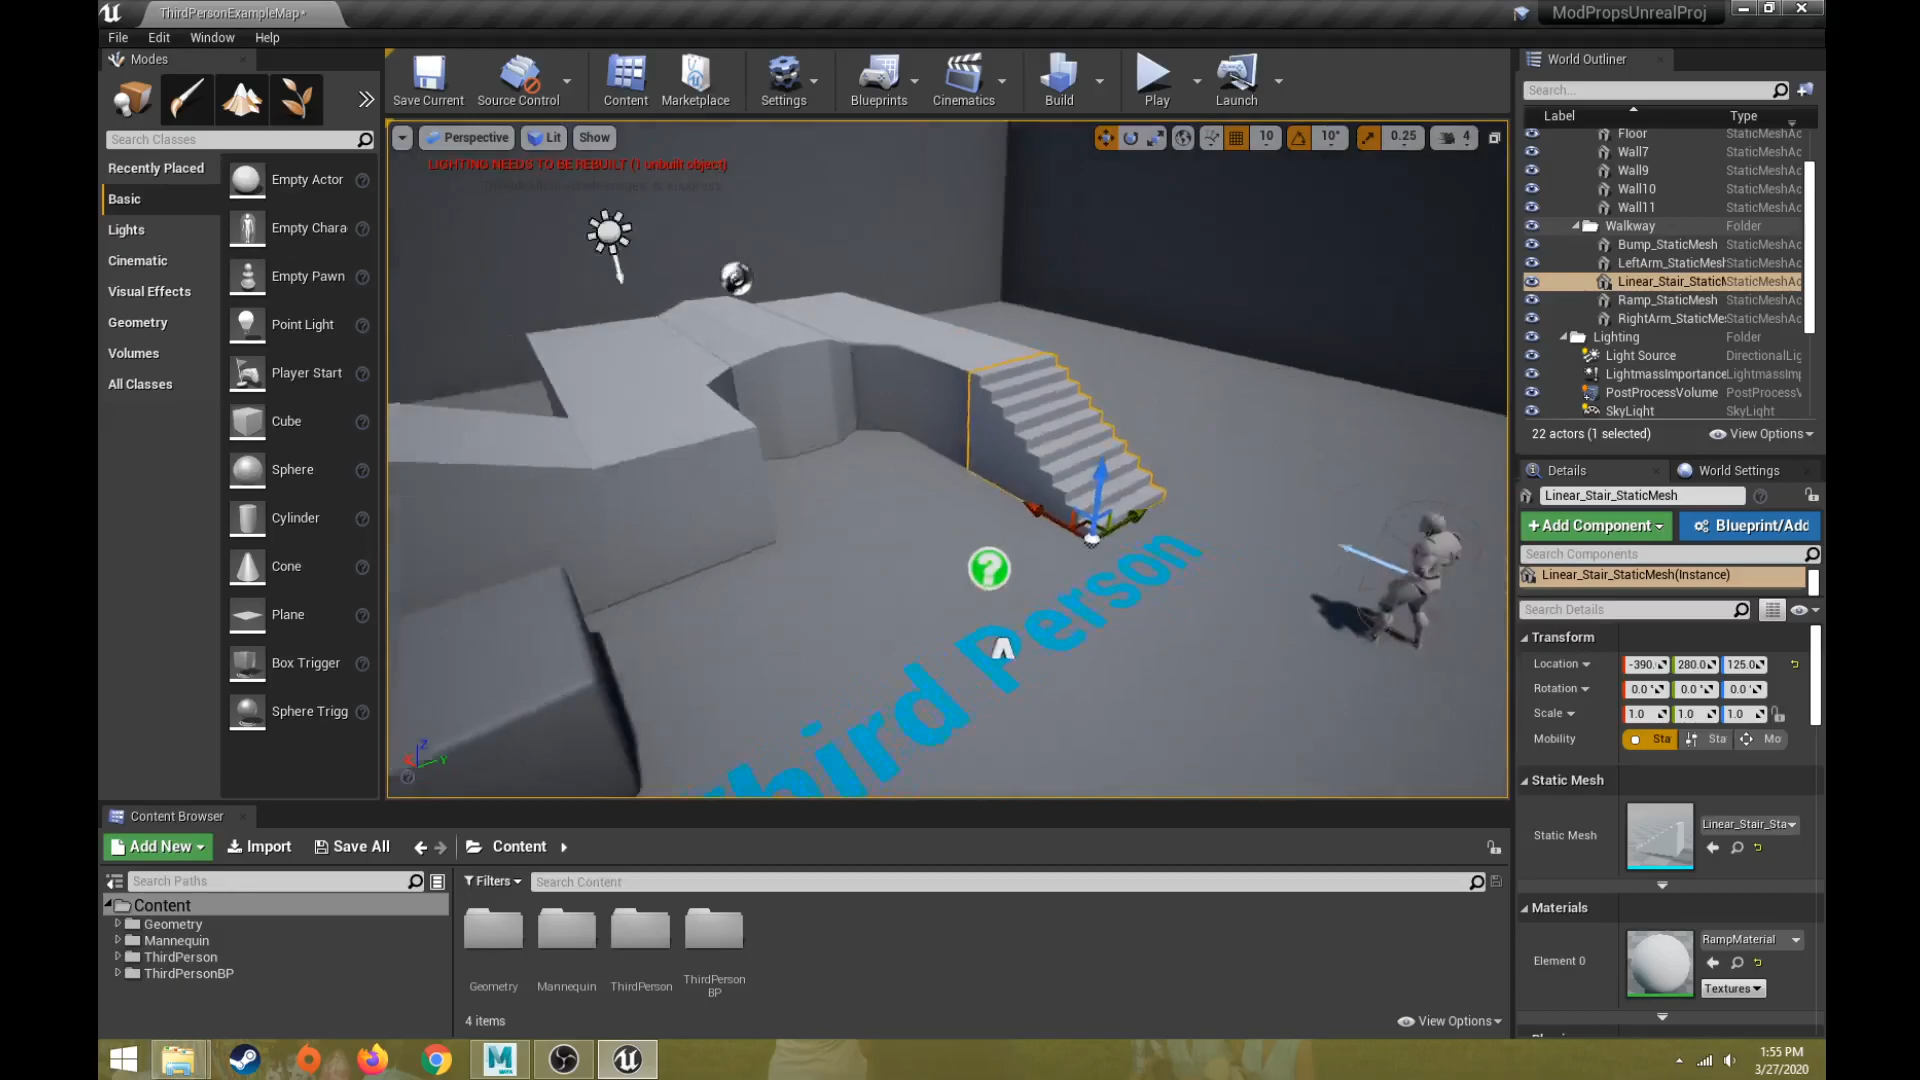 ThirdPersonExampleMap*
ModPropsUnrealProj
File Edit Window Help
Modes
Search Classes
Recently Placed
Basic
Lights
Cinematic
Visual Effects
Geometry
Volumes
All Classes
Empty Actor
Empty Chara
Empty Pawn
Point Light
Player Start
Cube
Sphere
Cylinder
Cone
Plane
Box Trigger
Sphere Trigg
Save Current
Source Control
Content
Marketplace
Settings
Blueprints
Cinematics
Build
Play
Launch
Perspective Lit Show
10 10° 0.25 4
LIGHTING NEEDS TO BE REBUILT (1 unbuilt object)
Third Person
World Outliner
Search...
Label Type
Floor StaticMeshAc
Wall7 StaticMeshAc
Wall9 StaticMeshAc
Wall10 StaticMeshAc
Wall11 StaticMeshAc
Walkway Folder
Bump_StaticMesh StaticMeshAc
LeftArm_StaticMesh StaticMeshAc
Linear_Stair_StaticM StaticMeshAc
Ramp_StaticMesh StaticMeshAc
RightArm_StaticMes StaticMeshAc
Lighting Folder
Light Source DirectionalLig
LightmassImportance LightmassImp
PostProcessVolume PostProcessV
SkyLight SkyLight
22 actors (1 selected) View Options
Details World Settings
Linear_Stair_StaticMesh
+Add Component Blueprint/Add
Search Components
Linear_Stair_StaticMesh(Instance)
Search Details
Transform
Location -390. 280.0 125.0
Rotation 0.0 ° 0.0 ° 0.0 °
Scale 1.0 1.0 1.0
Mobility Sta Sta Mo
Static Mesh
Static Mesh Linear_Stair_Sta
Materials
Element 0 RampMaterial
Textures
Content Browser
Add New Import Save All Content
Search Paths
Filters Search Content
Content
Geometry
Mannequin
ThirdPerson
ThirdPersonBP
Geometry
Mannequin
ThirdPerson
ThirdPerson
BP
4 items View Options
1:55 PM
3/27/2020